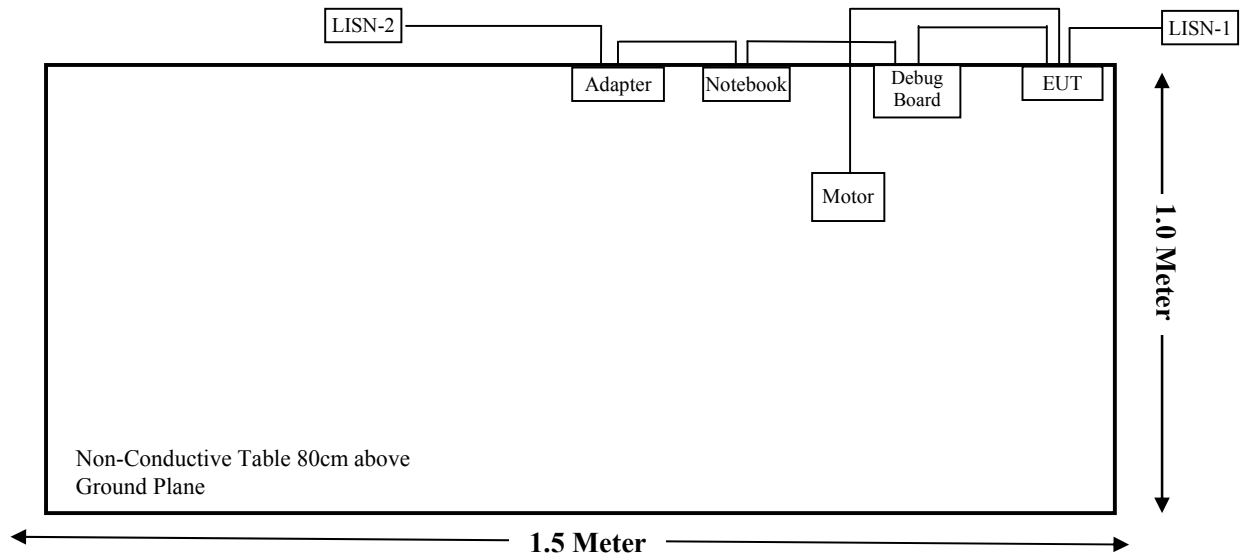 LISN-2
LISN-1
Adapter
Notebook
Debug
Board
EUT
Motor
1.0 Meter
Non-Conductive Table 80cm above
Ground Plane
1.5 Meter